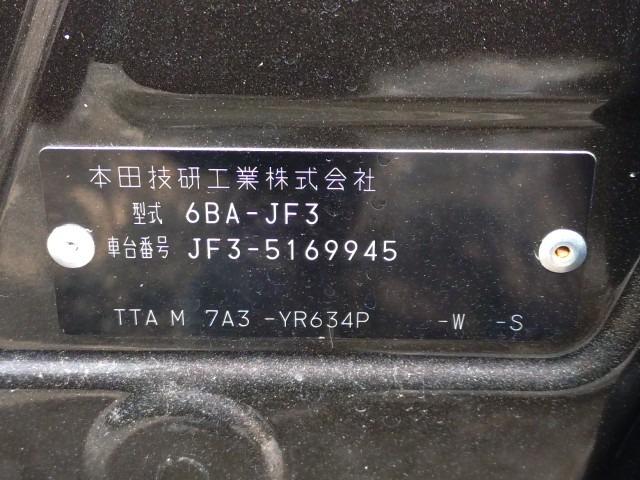 本田技研工業株式会社
型式 6BA-JF3
車台番号 JF3-5169945
TTA M 7A3 -YR634P -W -S